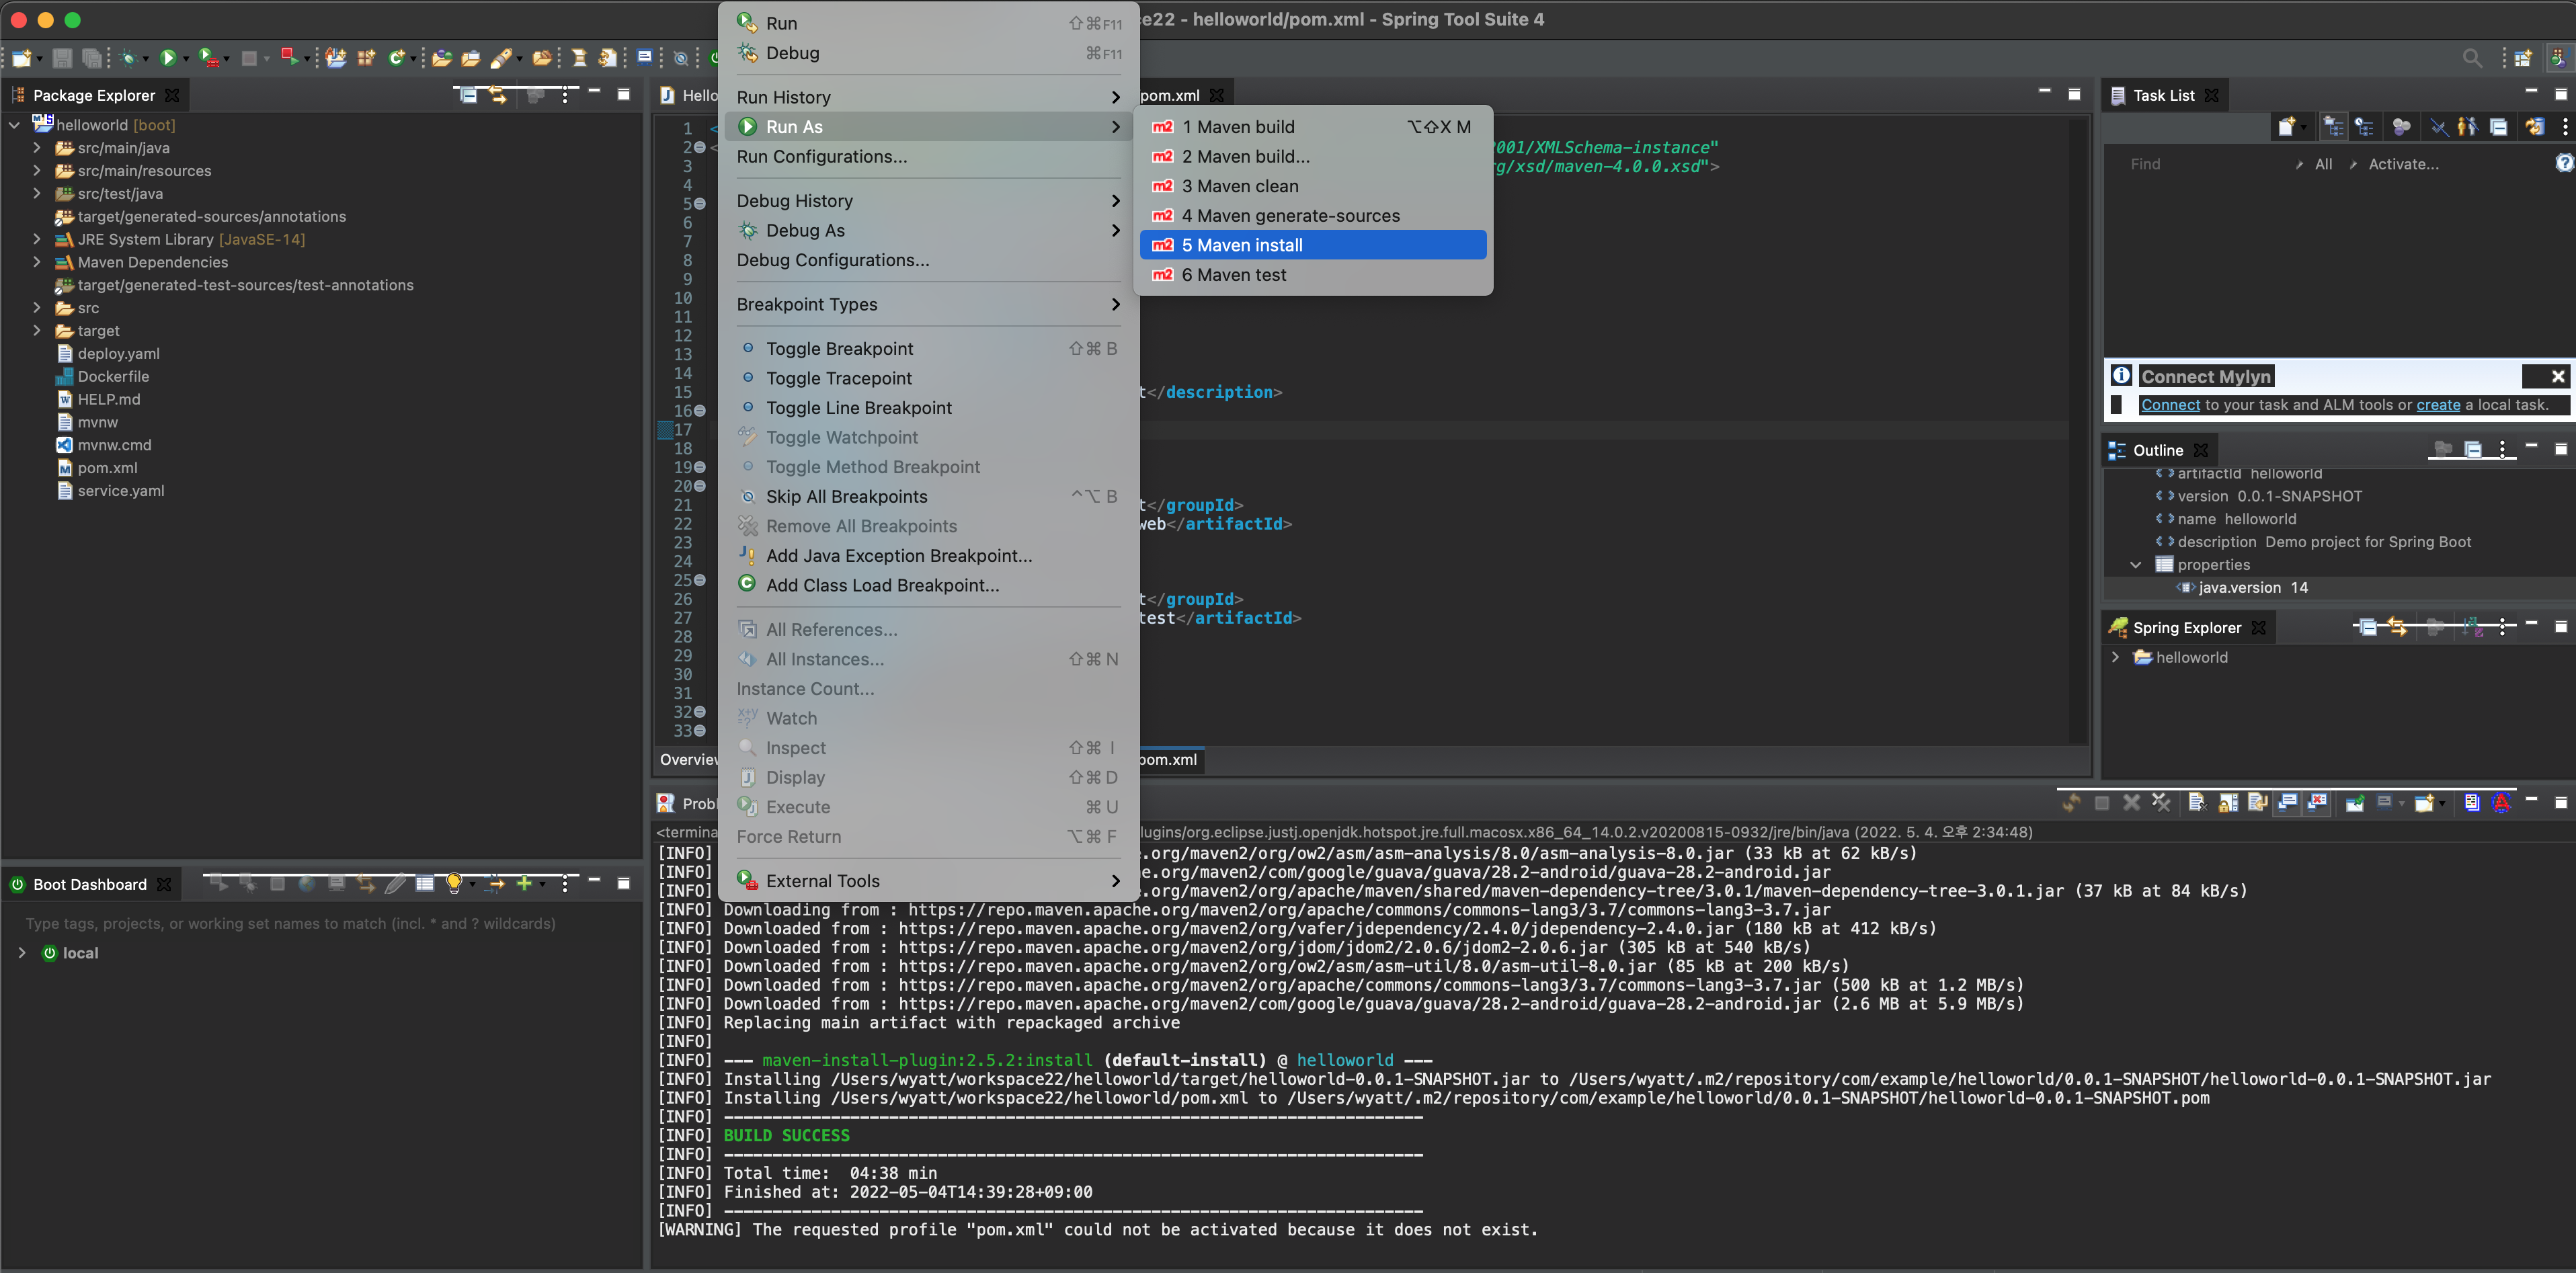 e22 - helloworld/pom.xml - Spring Tool Suite 4
Run ⇧⌘F11
Debug ⌘F11
Run History
Run As
Run Configurations...
Debug History
Debug As
Debug Configurations...
Breakpoint Types
Toggle Breakpoint ⇧⌘ B
Toggle Tracepoint
Toggle Line Breakpoint
Toggle Watchpoint
Toggle Method Breakpoint
Skip All Breakpoints ^⌥ B
Remove All Breakpoints
Add Java Exception Breakpoint...
Add Class Load Breakpoint...
All References...
All Instances... ⇧⌘ N
Instance Count...
Watch
Inspect ⇧⌘ I
Display ⇧⌘ D
Execute ⌘ U
Force Return ⌥⌘ F
External Tools
1 Maven build ⌥⇧X M
2 Maven build...
3 Maven clean
4 Maven generate-sources
5 Maven install
6 Maven test
Package Explorer
helloworld [boot]
src/main/java
src/main/resources
src/test/java
target/generated-sources/annotations
JRE System Library [JavaSE-14]
Maven Dependencies
target/generated-test-sources/test-annotations
src
target
deploy.yaml
Dockerfile
HELP.md
mvnw
mvnw.cmd
pom.xml
service.yaml
Boot Dashboard
Type tags, projects, or working set names to match (incl. * and ? wildcards)
local
Hello
pom.xml
1 <
2 < 001/XMLSchema-instance"
3 g/xsd/maven-4.0.0.xsd">
4
5
6
7
8
9
10
11
12
13
14
15 t</description>
16
17
18
19
20
21 t</groupId>
22 web</artifactId>
23
24
25
26 t</groupId>
27 test</artifactId>
28
29
30
31
32
33
Overview
pom.xml
Task List
Find All Activate...
Connect Mylyn
Connect to your task and ALM tools or create a local task.
Outline
artifactId helloworld
version 0.0.1-SNAPSHOT
name helloworld
description Demo project for Spring Boot
properties
java.version 14
Spring Explorer
helloworld
Probl
<termina lugins/org.eclipse.justj.openjdk.hotspot.jre.full.macosx.x86_64_14.0.2.v20200815-0932/jre/bin/java (2022. 5. 4. 오후 2:34:48)
[INFO] e.org/maven2/org/ow2/asm/asm-analysis/8.0/asm-analysis-8.0.jar (33 kB at 62 kB/s)
[INFO] e.org/maven2/com/google/guava/guava/28.2-android/guava-28.2-android.jar
[INFO] e.org/maven2/org/apache/maven/shared/maven-dependency-tree/3.0.1/maven-dependency-tree-3.0.1.jar (37 kB at 84 kB/s)
[INFO] Downloading from : https://repo.maven.apache.org/maven2/org/apache/commons/commons-lang3/3.7/commons-lang3-3.7.jar
[INFO] Downloaded from : https://repo.maven.apache.org/maven2/org/vafer/jdependency/2.4.0/jdependency-2.4.0.jar (180 kB at 412 kB/s)
[INFO] Downloaded from : https://repo.maven.apache.org/maven2/org/jdom/jdom2/2.0.6/jdom2-2.0.6.jar (305 kB at 540 kB/s)
[INFO] Downloaded from : https://repo.maven.apache.org/maven2/org/ow2/asm/asm-util/8.0/asm-util-8.0.jar (85 kB at 200 kB/s)
[INFO] Downloaded from : https://repo.maven.apache.org/maven2/org/apache/commons/commons-lang3/3.7/commons-lang3-3.7.jar (500 kB at 1.2 MB/s)
[INFO] Downloaded from : https://repo.maven.apache.org/maven2/com/google/guava/guava/28.2-android/guava-28.2-android.jar (2.6 MB at 5.9 MB/s)
[INFO] Replacing main artifact with repackaged archive
[INFO]
[INFO] --- maven-install-plugin:2.5.2:install (default-install) @ helloworld ---
[INFO] Installing /Users/wyatt/workspace22/helloworld/target/helloworld-0.0.1-SNAPSHOT.jar to /Users/wyatt/.m2/repository/com/example/helloworld/0.0.1-SNAPSHOT/helloworld-0.0.1-SNAPSHOT.jar
[INFO] Installing /Users/wyatt/workspace22/helloworld/pom.xml to /Users/wyatt/.m2/repository/com/example/helloworld/0.0.1-SNAPSHOT/helloworld-0.0.1-SNAPSHOT.pom
[INFO] ------------------------------------------------------------------------
[INFO] BUILD SUCCESS
[INFO] ------------------------------------------------------------------------
[INFO] Total time:  04:38 min
[INFO] Finished at: 2022-05-04T14:39:28+09:00
[INFO] ------------------------------------------------------------------------
[WARNING] The requested profile "pom.xml" could not be activated because it does not exist.